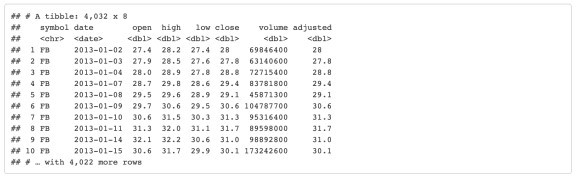 ## # A tibble: 4,032 x 8
##    symbol date        open  high   low close    volume adjusted
##    <chr>  <date>     <dbl> <dbl> <dbl> <dbl>     <dbl>    <dbl>
##  1 FB     2013-01-02  27.4  28.2  27.4  28    69846400     28
##  2 FB     2013-01-03  27.9  28.5  27.6  27.8  63140600     27.8
##  3 FB     2013-01-04  28.0  28.9  27.8  28.8  72715400     28.8
##  4 FB     2013-01-07  28.7  29.8  28.6  29.4  83781800     29.4
##  5 FB     2013-01-08  29.5  29.6  28.9  29.1  45871300     29.1
##  6 FB     2013-01-09  29.7  30.6  29.5  30.6 104787700     30.6
##  7 FB     2013-01-10  30.6  31.5  30.3  31.3  95316400     31.3
##  8 FB     2013-01-11  31.3  32.0  31.1  31.7  89598000     31.7
##  9 FB     2013-01-14  32.1  32.2  30.6  31.0  98892800     31.0
## 10 FB     2013-01-15  30.6  31.7  29.9  30.1 173242600     30.1
## # … with 4,022 more rows